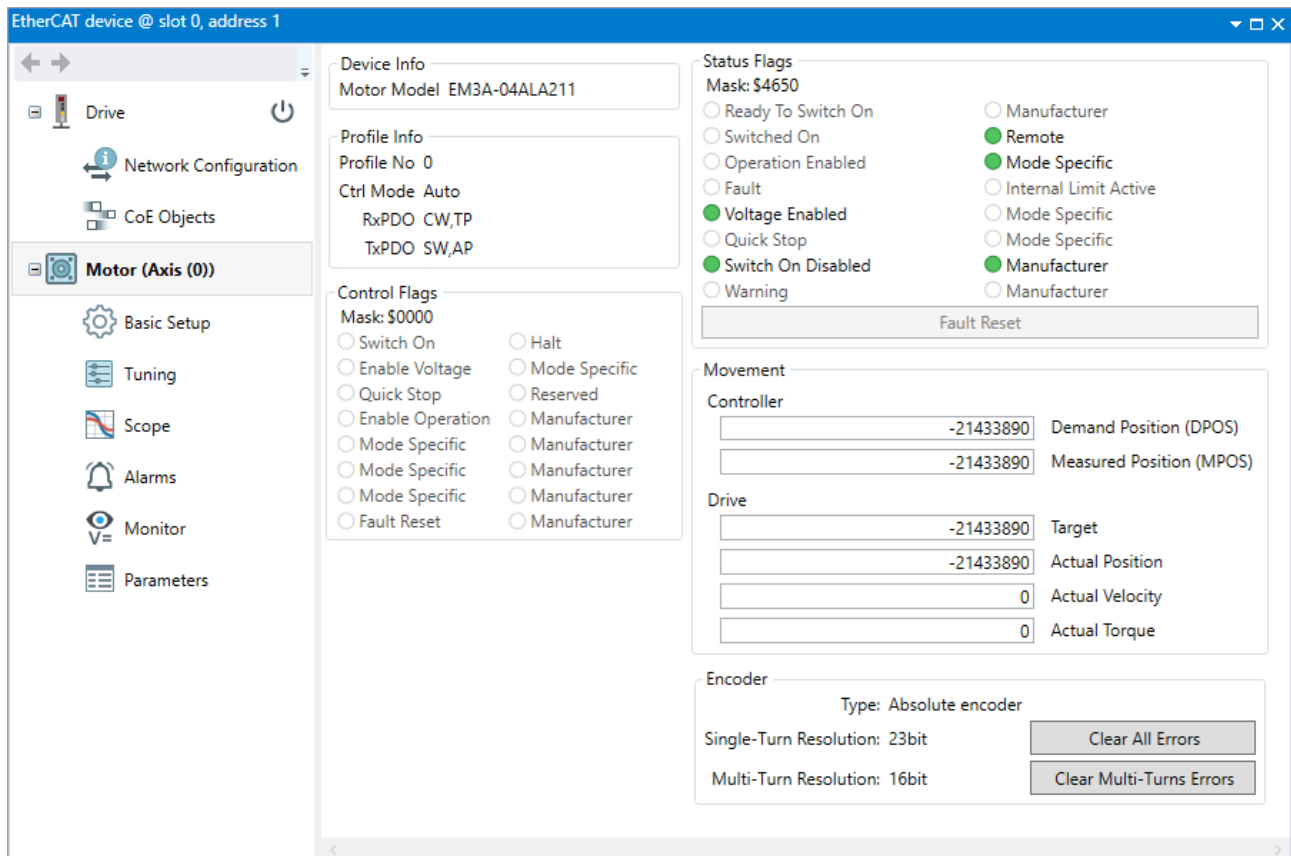 EtherCAT device @ slot 0, address 1
Drive
Network Configuration
CoE Objects
Motor (Axis (0))
Basic Setup
Tuning
Scope
Alarms
V=
Monitor
Parameters
Device Info
Motor Model EM3A-04ALA211
Profile Info
Profile No 0
Ctrl Mode Auto
RxPDO CW,TP
TxPDO SW,AP
Control Flags
Mask: $0000
Switch On Halt
Enable Voltage Mode Specific
Quick Stop Reserved
Enable Operation Manufacturer
Mode Specific Manufacturer
Mode Specific Manufacturer
Mode Specific Manufacturer
Fault Reset Manufacturer
Status Flags
Mask: $4650
Ready To Switch On Manufacturer
Switched On Remote
Operation Enabled Mode Specific
Fault Internal Limit Active
Voltage Enabled Mode Specific
Quick Stop Mode Specific
Switch On Disabled Manufacturer
Warning Manufacturer
Fault Reset
Movement
Controller
-21433890 Demand Position (DPOS)
-21433890 Measured Position (MPOS)
Drive
-21433890 Target
-21433890 Actual Position
0 Actual Velocity
0 Actual Torque
Encoder
Type: Absolute encoder
Single-Turn Resolution: 23bit Clear All Errors
Multi-Turn Resolution: 16bit Clear Multi-Turns Errors